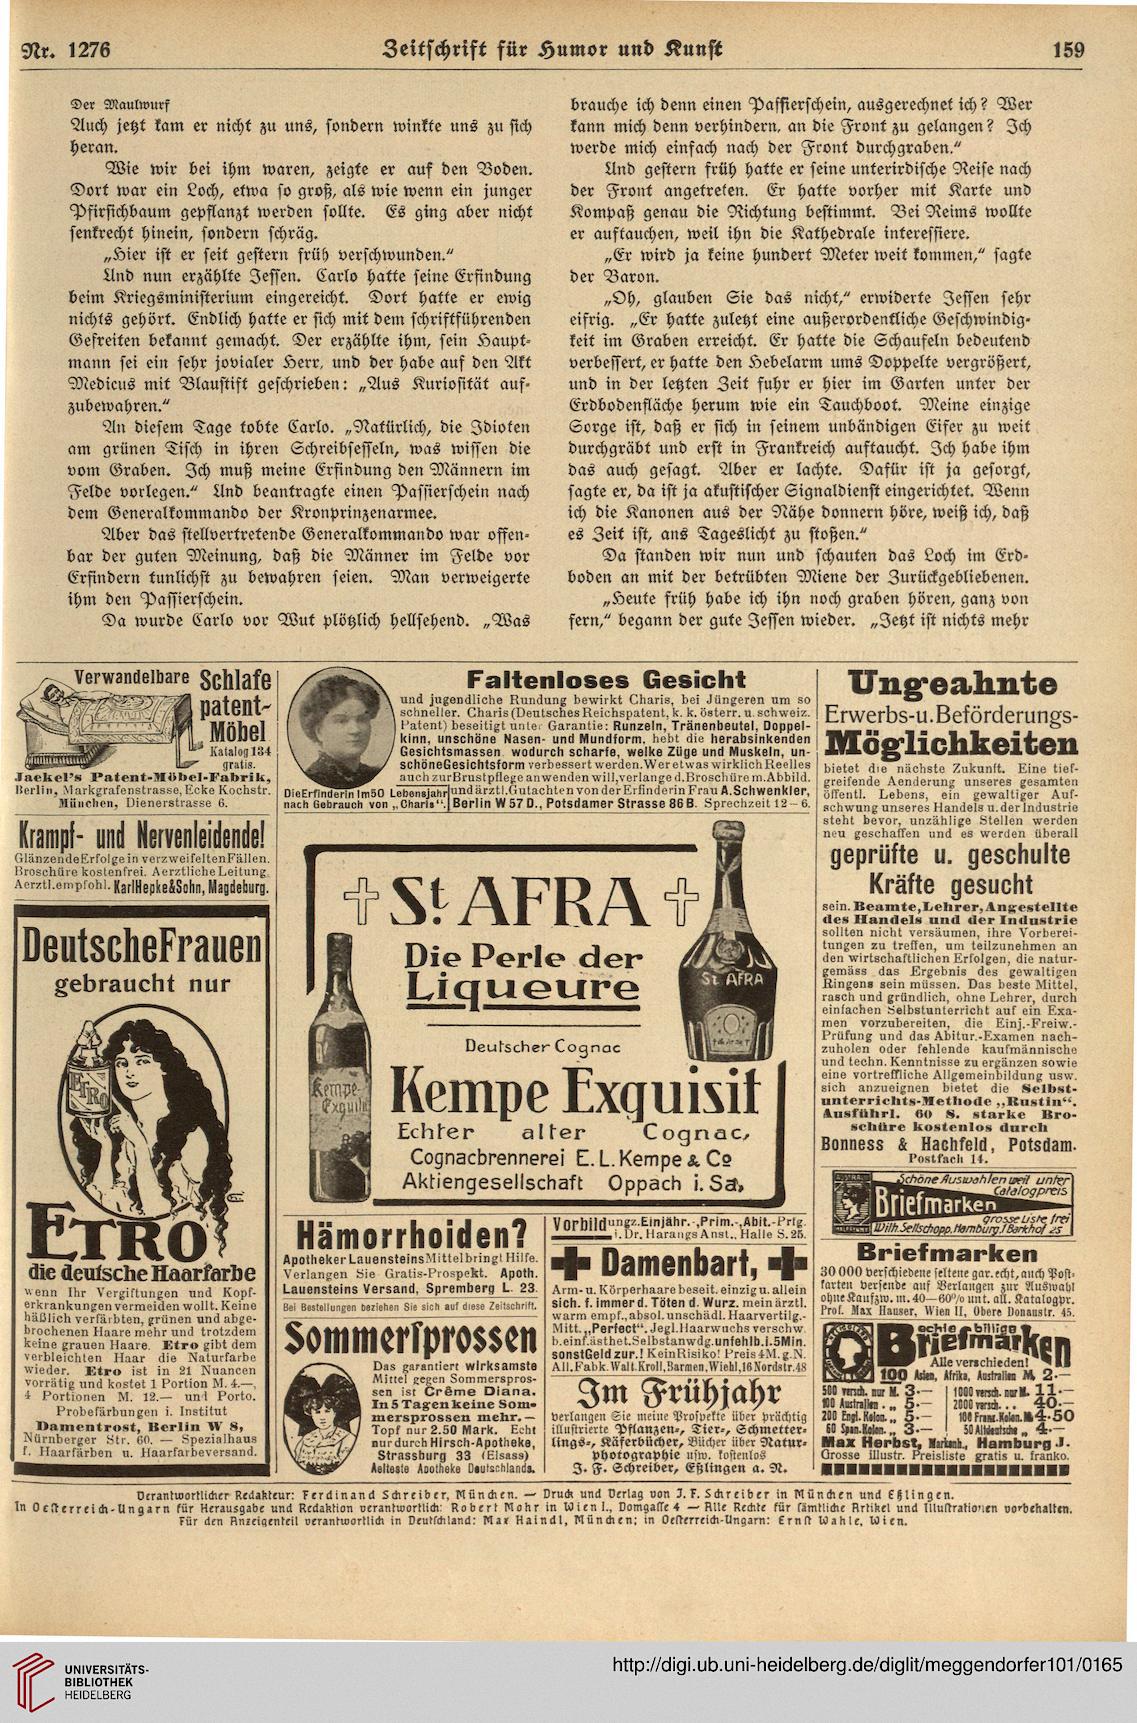 Nr. 1276
Zeitschrift für Humor und Kunst
159
Der Maulwurf
Auch jetzt kam er nicht zu uns, sondern winkte uns zu sich
heran.
Wie wir bei ihm waren, zeigte er auf den Boden.
Dort war ein Loch, etwa so groß, als wie wenn ein junger
Pfirsichbaum gepflanzt werden sollte. Es ging aber nicht
senkrecht hinein, sondern schräg.
„Hier ist er seit gestern früh verschwunden.“
Und nun erzählte Jessen. Carlo hatte seine Erfindung
beim Kriegsministerium eingereicht. Dort hatte er ewig
nichts gehört. Endlich hatte er sich mit dem schriftführenden
Gefreiten bekannt gemacht. Der erzählte ihm, sein Haupt-
mann sei ein sehr jovialer Herr, und der habe auf den Akt
Medicus mit Blaustift geschrieben: „Aus Kuriosität auf-
zubewahren.“
An diesem Tage tobte Carlo. „Natürlich, die Idioten
am grünen Tisch in ihren Schreibsesseln, was wissen die
vom Graben. Ich muß meine Erfindung den Männern im
Felde vorlegen.“ Und beantragte einen Passierschein nach
dem Generalkommando der Kronprinzenarmee.
Aber das stellvertretende Generalkommando war offen-
bar der guten Meinung, daß die Männer im Felde vor
Erfindern tunlichst zu bewahren seien. Man verweigerte
ihm den Passierschein.
Da wurde Carlo vor Wut plötzlich hellsehend. „Was
brauche ich denn einen Passierschein, ausgerechnet ich? Wer
kann mich denn verhindern, an die Front zu gelangen? Ich
werde mich einfach nach der Front durchgraben.“
Und gestern früh hatte er seine unterirdische Reise nach
der Front angetreten. Er hatte vorher mit Karte und
Kompaß genau die Richtung bestimmt. Bei Reims wollte
er auftauchen, weil ihn die Kathedrale interessiere.
„Er wird ja keine hundert Meter weit kommen,“ sagte
der Baron.
„Oh, glauben Sie das nicht,“ erwiderte Jessen sehr
eifrig. „Er hatte zuletzt eine außerordentliche Geschwindig-
keit im Graben erreicht. Er hatte die Schaufeln bedeutend
verbessert, er hatte den Hebelarm ums Doppelte vergrößert,
und in der letzten Zeit fuhr er hier im Garten unter der
Erdbodenfläche herum wie ein Tauchboot. Meine einzige
Sorge ist, daß er sich in seinem unbändigen Eifer zu weit
durchgräbt und erst in Frankreich auftaucht. Ich habe ihm
das auch gesagt. Aber er lachte. Dafür ist ja gesorgt,
sagte er, da ist ja akustischer Signaldienst eingerichtet. Wenn
ich die Kanonen aus der Nähe donnern höre, weiß ich, daß
es Zeit ist, ans Tageslicht zu stoßen.“
Da standen wir nun und schauten das Loch im Erd-
boden an mit der betrübten Miene der Zurückgebliebenen.
„Heute früh habe ich ihn noch graben hören, ganz von
fern,“ begann der gute Jessen wieder. „Jetzt ist nichts mehr
Verwandelbare Schlafe
patent-
Möbel
Katalog 134
gratis.
Jaekel's Patent-Möbel-Fabrik,
Berlin, Markgrafenstrasse, Ecke Kochstr.
München, Dienerstrasse 6.
Krampf- und Nervenleidende!
Glänzende Erfolge in verzweifelten Fällen.
Broschüre kostenfrei. Aerztliche Leitung.
Aerztl. empfohl. Karl Hepke & Sohn, Magdeburg.
Deutsche Frauen
gebraucht nur
ETRO
ETRO
die deutsche Haarfarbe
wenn Ihr Vergiftungen und Kopf-
erkrankungen vermeiden wollt. Keine
häßlich verfärbten, grünen und abge-
brochenen Haare mehr und trotzdem
keine grauen Haare. Etro gibt dem
verbleichten Haar die Naturfarbe
wieder. Etro ist in 21 Nuancen
vorrätig und kostet 1 Portion M. 4.—,
4 Portionen M. 12.— und Porto.
Probefärbungen i. Institut
Damentrost, Berlin W 8,
Nürnberger Str. 60. — Spezialhaus
f. Haarfarben u. Haarfarbeversand.
Faltenloses Gesicht
und jugendliche Rundung bewirkt Charis, bei Jüngeren um so
schneller. Charis (Deutsches Reichspatent, k. k. österr. u. schweiz.
Patent) beseitigt unter Garantie: Runzeln, Tränenbeutel, Doppel-
kinn, unschöne Nasen- und Mundform, hebt die herabsinkenden
Gesichtsmassen wodurch scharfe, welke Züge und Muskeln, un-
schöne Gesichtsform verbessert werden. Wer etwas wirklich Reelles
auch zur Brustpflege anwenden will, verlange d. Broschüre m. Abbild.
und ärztl. Gutachten von der Erfinderin Frau A. Schwenkler,
Berlin W 57 D., Potsdamer Strasse 86 B. Sprechzeit 12–6.
Die Erfinderin Im 50 Lebensjahr
nach Gebrauch von „Charis“.
St. AFRA
Die Perle der
Liqueure
St. AFRA
Deutscher Cognac
Kempe
Exquisit
Kempe Exquisit
Echter alter Cognac,
Cognacbrennerei E. L. Kempe & Co
Aktiengesellschaft Oppach i. Sa.
Hämorrhoiden?
Apotheker Lauensteins Mittel bringt Hilfe.
Verlangen Sie Gratis-Prospekt. Apoth.
Lauensteins Versand, Spremberg L. 23.
Bei Bestellungen beziehen Sie sich auf diese Zeitschrift.
Sommersprossen
Das garantiert wirksamste
Mittel gegen Sommerspros-
sen ist Crême Diana.
In 5 Tagen keine Som-
mersprossen mehr. —
Topf nur 2.50 Mark. Echt
nur durch Hirsch-Apotheke,
Strassburg 33 (Elsass)
Aelteste Apotheke Deutschlands.
Vorbildungz. Einjähr.-, Prim.-, Abit.-Prfg.
i. Dr. Harangs Anst., Halle S. 25.
Damenbart,
Arm- u. Körperhaare beseit. einzig u. allein
sich. f. immer d. Töten d. Wurz. mein ärztl.
warm empf., absol. unschädl. Haarvertilg.-
Mitt. „Perfect“. Jegl. Haarwuchs verschw.
b. einf. ästhet. Selbstanwdg. unfehlb. i. 5 Min.
sonst Geld zur.! Kein Risiko! Preis 4 M. g. N.
All. Fabk. Walt. Kroll, Barmen, Wichl. 16 Nordstr. 48
Im Frühjahr
verlangen Sie meine Prospekte über prächtig
illustrierte Pflanzen-, Tier-, Schmetter-
lings-, Käferbücher, Bücher über Natur-
photographie usw. kostenlos
J. F. Schreiber, Eßlingen a. N.
Ungeahnte
Erwerbs- u. Beförderungs-
Möglichkeiten
bietet die nächste Zukunft. Eine tief-
greifende Aenderung unseres gesamten
öffentl. Lebens, ein gewaltiger Auf-
schwung unseres Handels u. der Industrie
steht bevor, unzählige Stellen werden
neu geschaffen und es werden überall
geprüfte u. geschulte
Kräfte gesucht
sein. Beamte, Lehrer, Angestellte
des Handels und der Industrie
sollten nicht versäumen, ihre Vorberei-
tungen zu treffen, um teilzunehmen an
den wirtschaftlichen Erfolgen, die natur-
gemäss das Ergebnis des gewaltigen
Ringens sein müssen. Das beste Mittel,
rasch und gründlich, ohne Lehrer, durch
einfachen Selbstunterricht auf ein Exa-
men vorzubereiten, die Einj.-Freiw.-
Prüfung und das Abitur.-Examen nach-
zuholen oder fehlende kaufmännische
und techn. Kenntnisse zu ergänzen sowie
eine vortreffliche Allgemeinbildung usw.
sich anzueignen bietet die Selbst-
unterrichts-Methode „Rustin“.
Ausführl. 60 S. starke Bro-
schüre kostenlos durch
Bonness & Hachfeld, Potsdam.
Postfach 14.
Schöne Auswahlen weit unter
Catalogpreis
Briefmarken
grosse Liste frei
Wilh. Sellschopp, Hamburg, 1 Barkhof 25
Briefmarken
30 000 verschiedene seltene gar. echt, auch Post-
karten versende auf Verlangen zur Auswahl
ohne Kaufzw. m. 40—60% unt. all. Katalogpr.
Prof. Max Hauser, Wien II, Obere Donaustr. 45.
echte billige
Briefmarken
Alle verschieden!
100 Asien, Afrika, Australien M. 2.—
500 versch. nur M. 3.—
1000 versch. nur M. 11.—
100 Australien . „ 5.—
2000 versch. . . 40.—
200 Engl. Kolon. „ 5.—
100 Franz. Kolon. M. 4.50
60 Span. Kolon. „ 3.—
50 Altdeutsche „ 4.—
Max Herbst, Markenh., Hamburg J.
Grosse illustr. Preisliste gratis u. franko.
Verantwortlicher Redakteur: Ferdinand Schreiber, München. — Druck und Verlag von J. F. Schreiber in München und Eßlingen.
In Oesterreich-Ungarn für Herausgabe und Redaktion verantwortlich: Robert Mohr in Wien I., Domgasse 4 — Alle Rechte für sämtliche Artikel und Illustrationen vorbehalten.
Für den Anzeigenteil verantwortlich in Deutschland: Max Haindl, München; in Oesterreich-Ungarn: Ernst Wahle, Wien.
UNIVERSITÄTS-
BIBLIOTHEK
HEIDELBERG
http://digi.ub.uni-heidelberg.de/diglit/meggendorfer101/0165